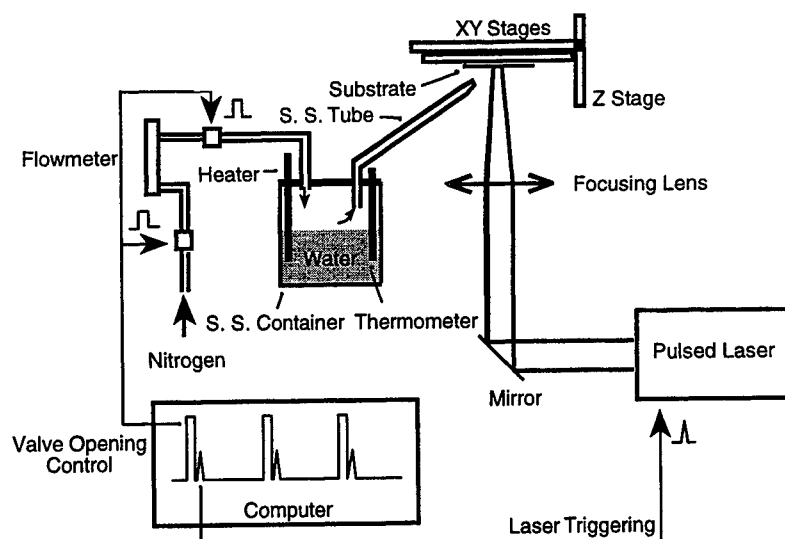 XY Stages
Substrate
Z Stage
S. S. Tube
Flowmeter
Heater
Focusing Lens
Water
S. S. Container
Thermometer
Nitrogen
Pulsed Laser
Mirror
Valve Opening
Control
Computer
Laser Triggering